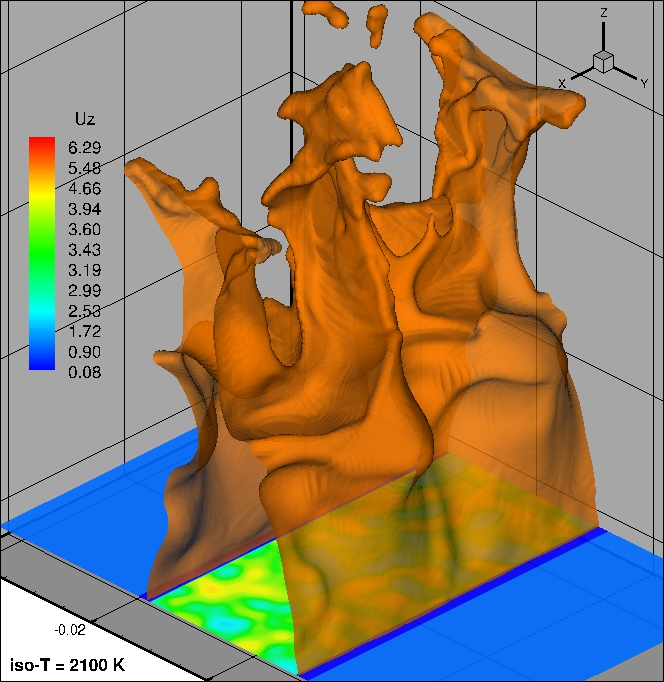 Z
X
Y
Uz
6.29
5.48
4.66
3.94
3.60
3.43
3.19
2.99
2.53
1.72
0.90
0.08
-0.02
iso-T = 2100 K